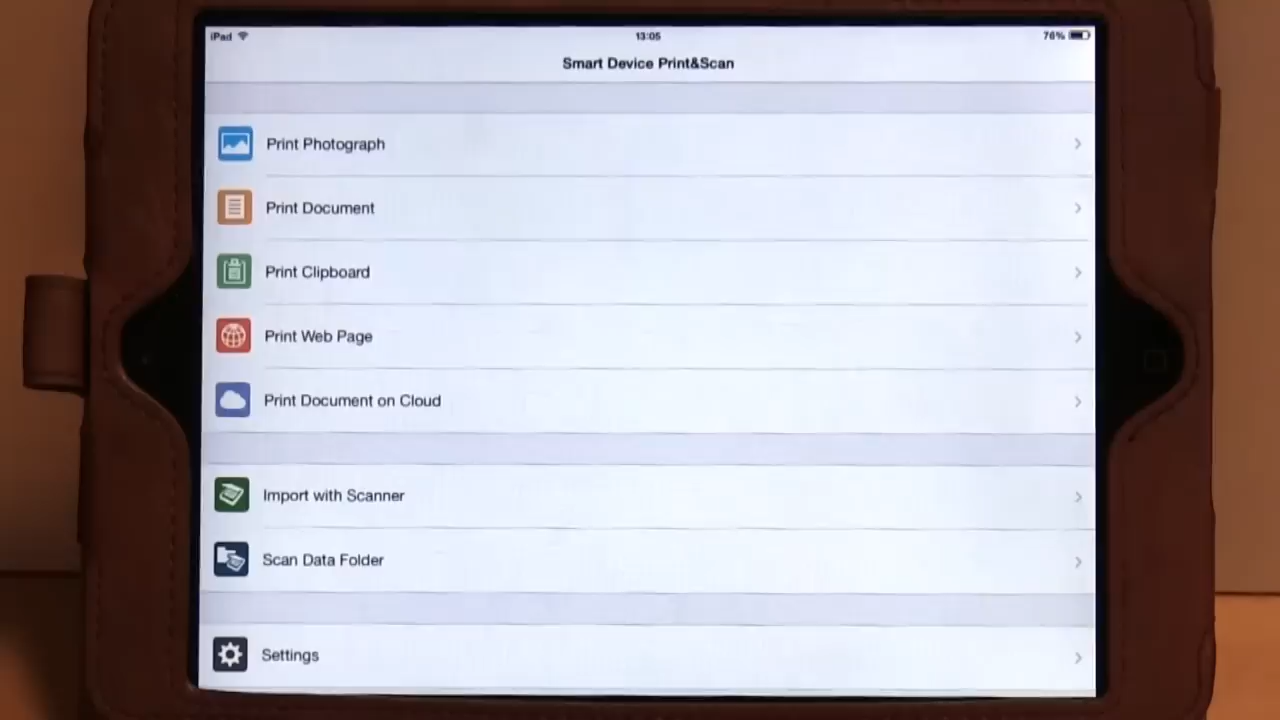 iPad
13:05
76%
Smart Device Print&Scan
Print Photograph
Print Document
Print Clipboard
Print Web Page
Print Document on Cloud
Import with Scanner
Scan Data Folder
Settings